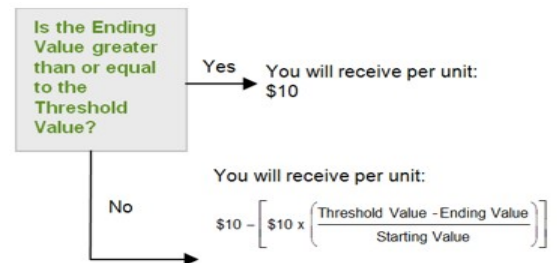 Is the Ending
Value greater
than or equal
to the
Threshold
Value?
Yes
You will receive per unit:
$10
No
You will receive per unit:
$10 – [ $10 x ( Threshold Value - Ending Value / Starting Value ) ]